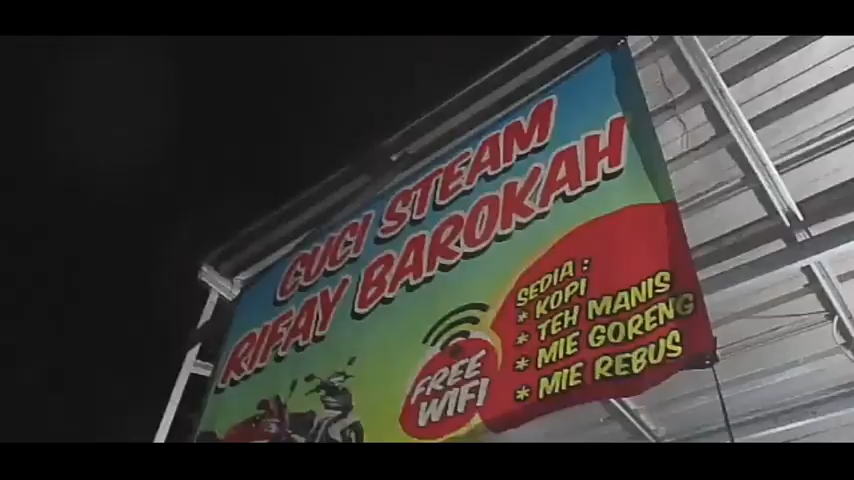 CUCI STEAM
RIFAY BAROKAH
FREE
WIFI
SEDIA :
* KOPI
* TEH MANIS
* MIE GORENG
* MIE REBUS